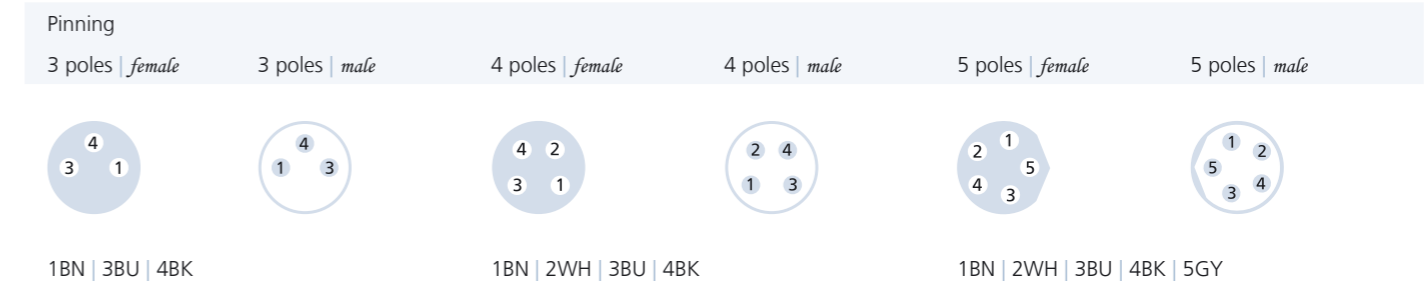 Pinning
3 poles | female 3 poles | male 4 poles | female 4 poles | male 5 poles | female 5 poles | male
4 4 4 2 2 4 1 1
2 2
3 1 1 3 5 5
3 1 1 3 4 4
3 3
1BN | 3BU | 4BK 1BN | 2WH | 3BU | 4BK 1BN | 2WH | 3BU | 4BK | 5GY